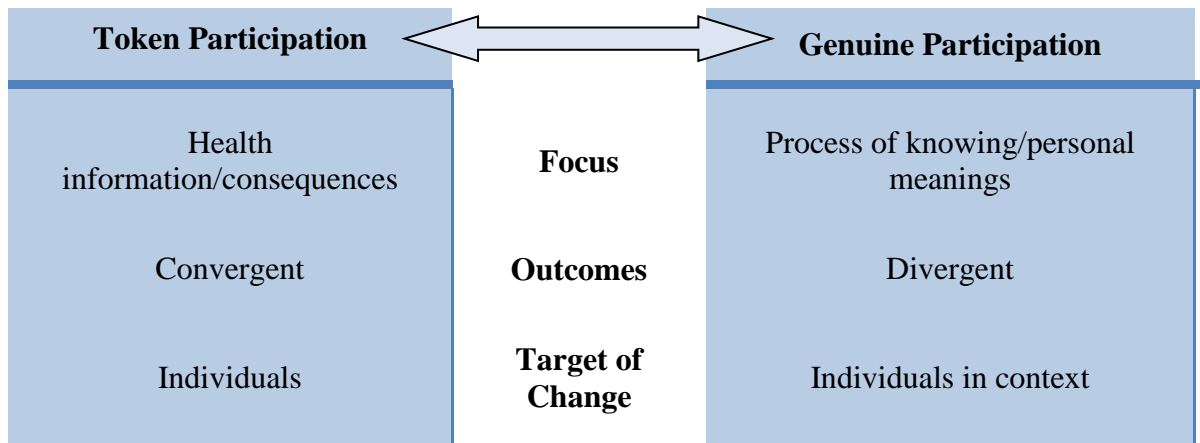 Token Participation
Genuine Participation
Health
information/consequences
Focus
Process of knowing/personal
meanings
Convergent
Outcomes
Divergent
Individuals
Target of
Change
Individuals in context